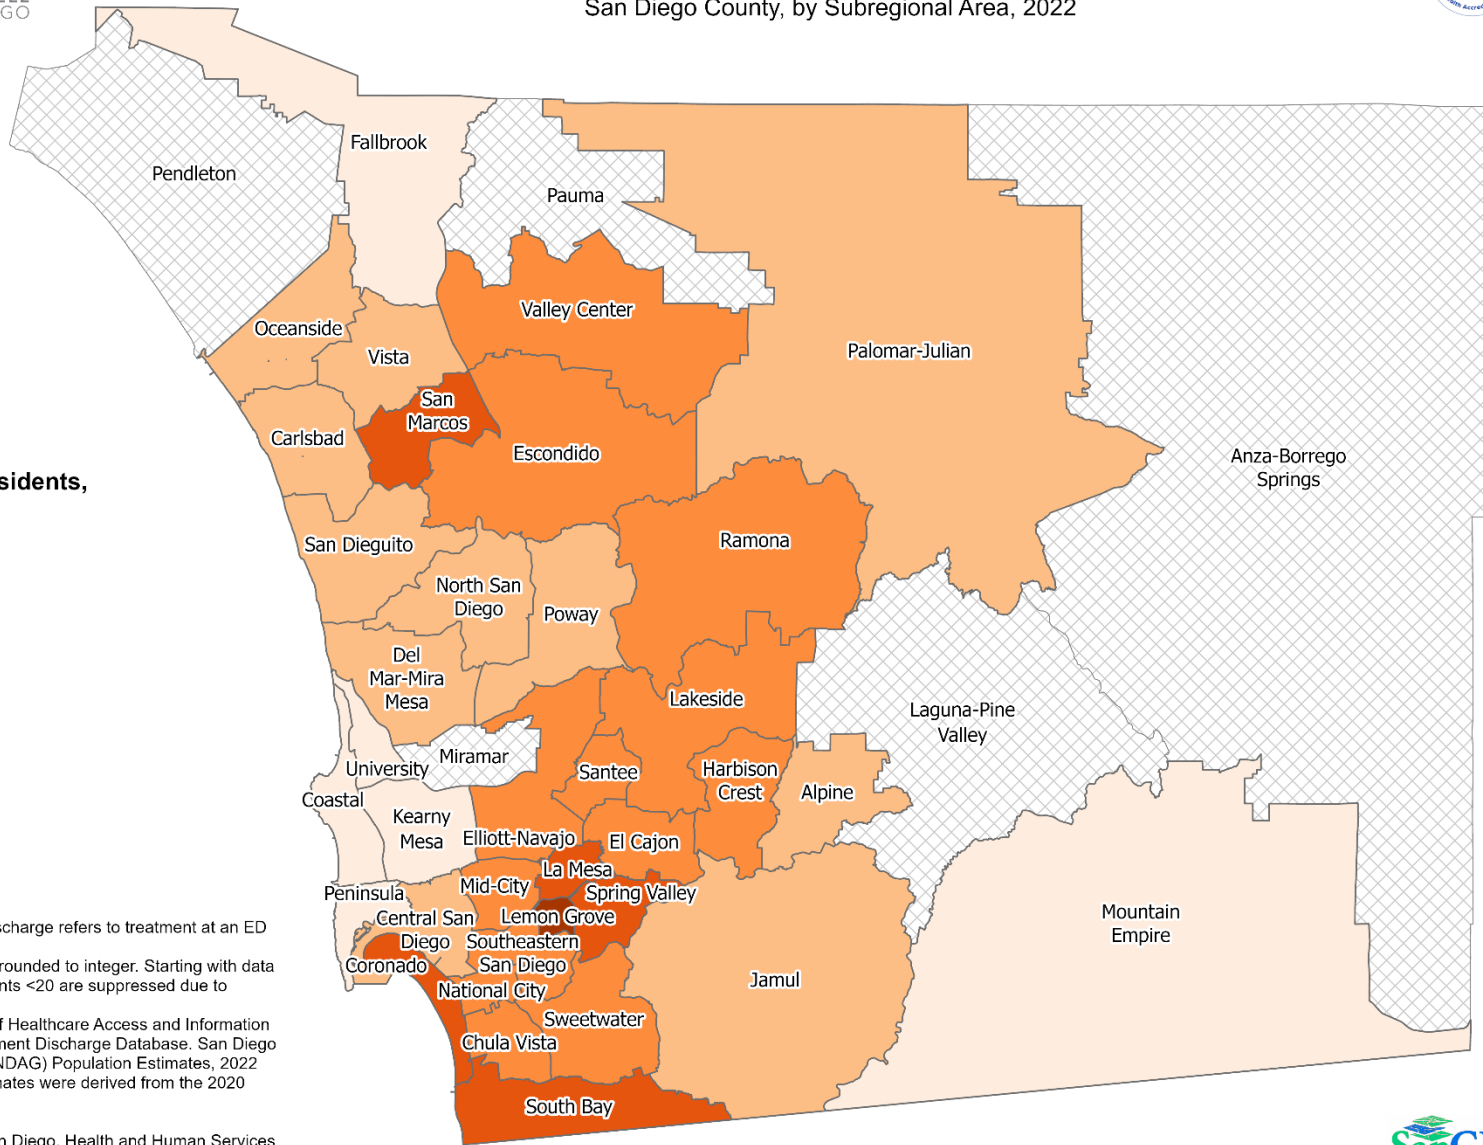 GO
San Diego County, by Subregional Area, 2022
Fallbrook
Pendleton
Pauma
Valley Center
Oceanside
Vista
Palomar-Julian
San
Marcos
Carlsbad
Escondido
Anza-Borrego
Springs
sidents,
San Dieguito
Ramona
North San
Diego
Poway
Del
Mar-Mira
Mesa
Lakeside
Laguna-Pine
Valley
Miramar
University
Santee
Harbison
Crest
Alpine
Coastal
Kearny
Mesa
Elliott-Navajo
El Cajon
La Mesa
Mid-City
Spring Valley
Peninsula
Central San
Diego
Lemon Grove
Mountain
Empire
scharge refers to treatment at an ED
Southeastern
San Diego
Coronado
rounded to integer. Starting with data
nts <20 are suppressed due to
National City
Jamul
Sweetwater
f Healthcare Access and Information
ment Discharge Database. San Diego
NDAG) Population Estimates, 2022
mates were derived from the 2020
Chula Vista
South Bay
n Diego, Health and Human Services